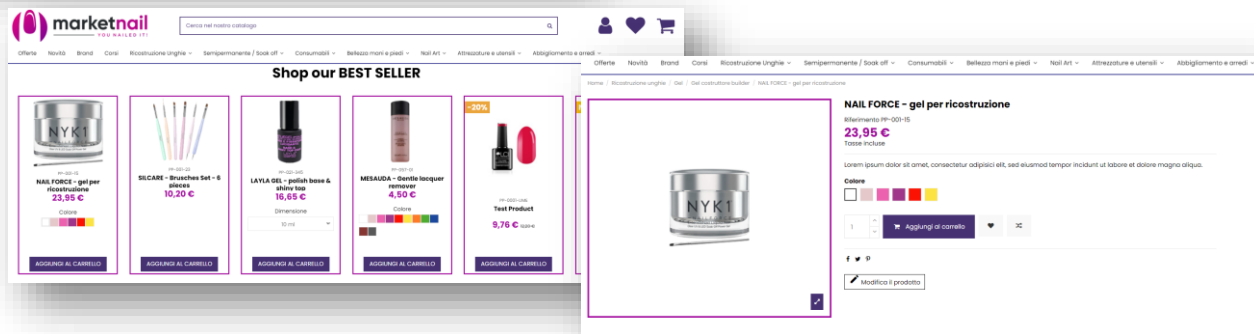 marketnail
YOU NAILED IT!
Cerca nel nostro catalogo
Offerte Novità Brand Corsi Ricostruzione Unghie Semipermanente / Soak off Consumabili Bellezza mani e piedi Nail Art Attrezzature e utensili Abbigliamento e arredi
Shop our BEST SELLER
NYK1
PP-001-15
NAIL FORCE - gel per
ricostruzione
23,95 €
Colore
AGGIUNGI AL CARRELLO
SILCARE - Brusches Set - 6
pieces
10,20 €
AGGIUNGI AL CARRELLO
LAYLA GEL - polish base &
shiny top
16,65 €
Dimensione
10 ml
AGGIUNGI AL CARRELLO
MESAUDA - Gentle lacquer
remover
4,50 €
Colore
AGGIUNGI AL CARRELLO
-20%
Test Product
9,76 €
AGGIUNGI AL CARRELLO
Offerte Novità Brand Corsi Ricostruzione Unghie Semipermanente / Soak off Consumabili Bellezza mani e piedi Nail Art Attrezzature e utensili Abbigliamento e arredi
Home / Ricostruzione unghie / Gel / Gel costruttore builder / NAIL FORCE - gel per ricostruzione
NYK1
NAIL FORCE - gel per ricostruzione
Riferimento PP-001-15
23,95 €
Tasse incluse
Lorem ipsum dolor sit amet, consectetur adipisici elit, sed eiusmod tempor incidunt ut labore et dolore magna aliqua.
Colore
1
Aggiungi al carrello
Modifica il prodotto